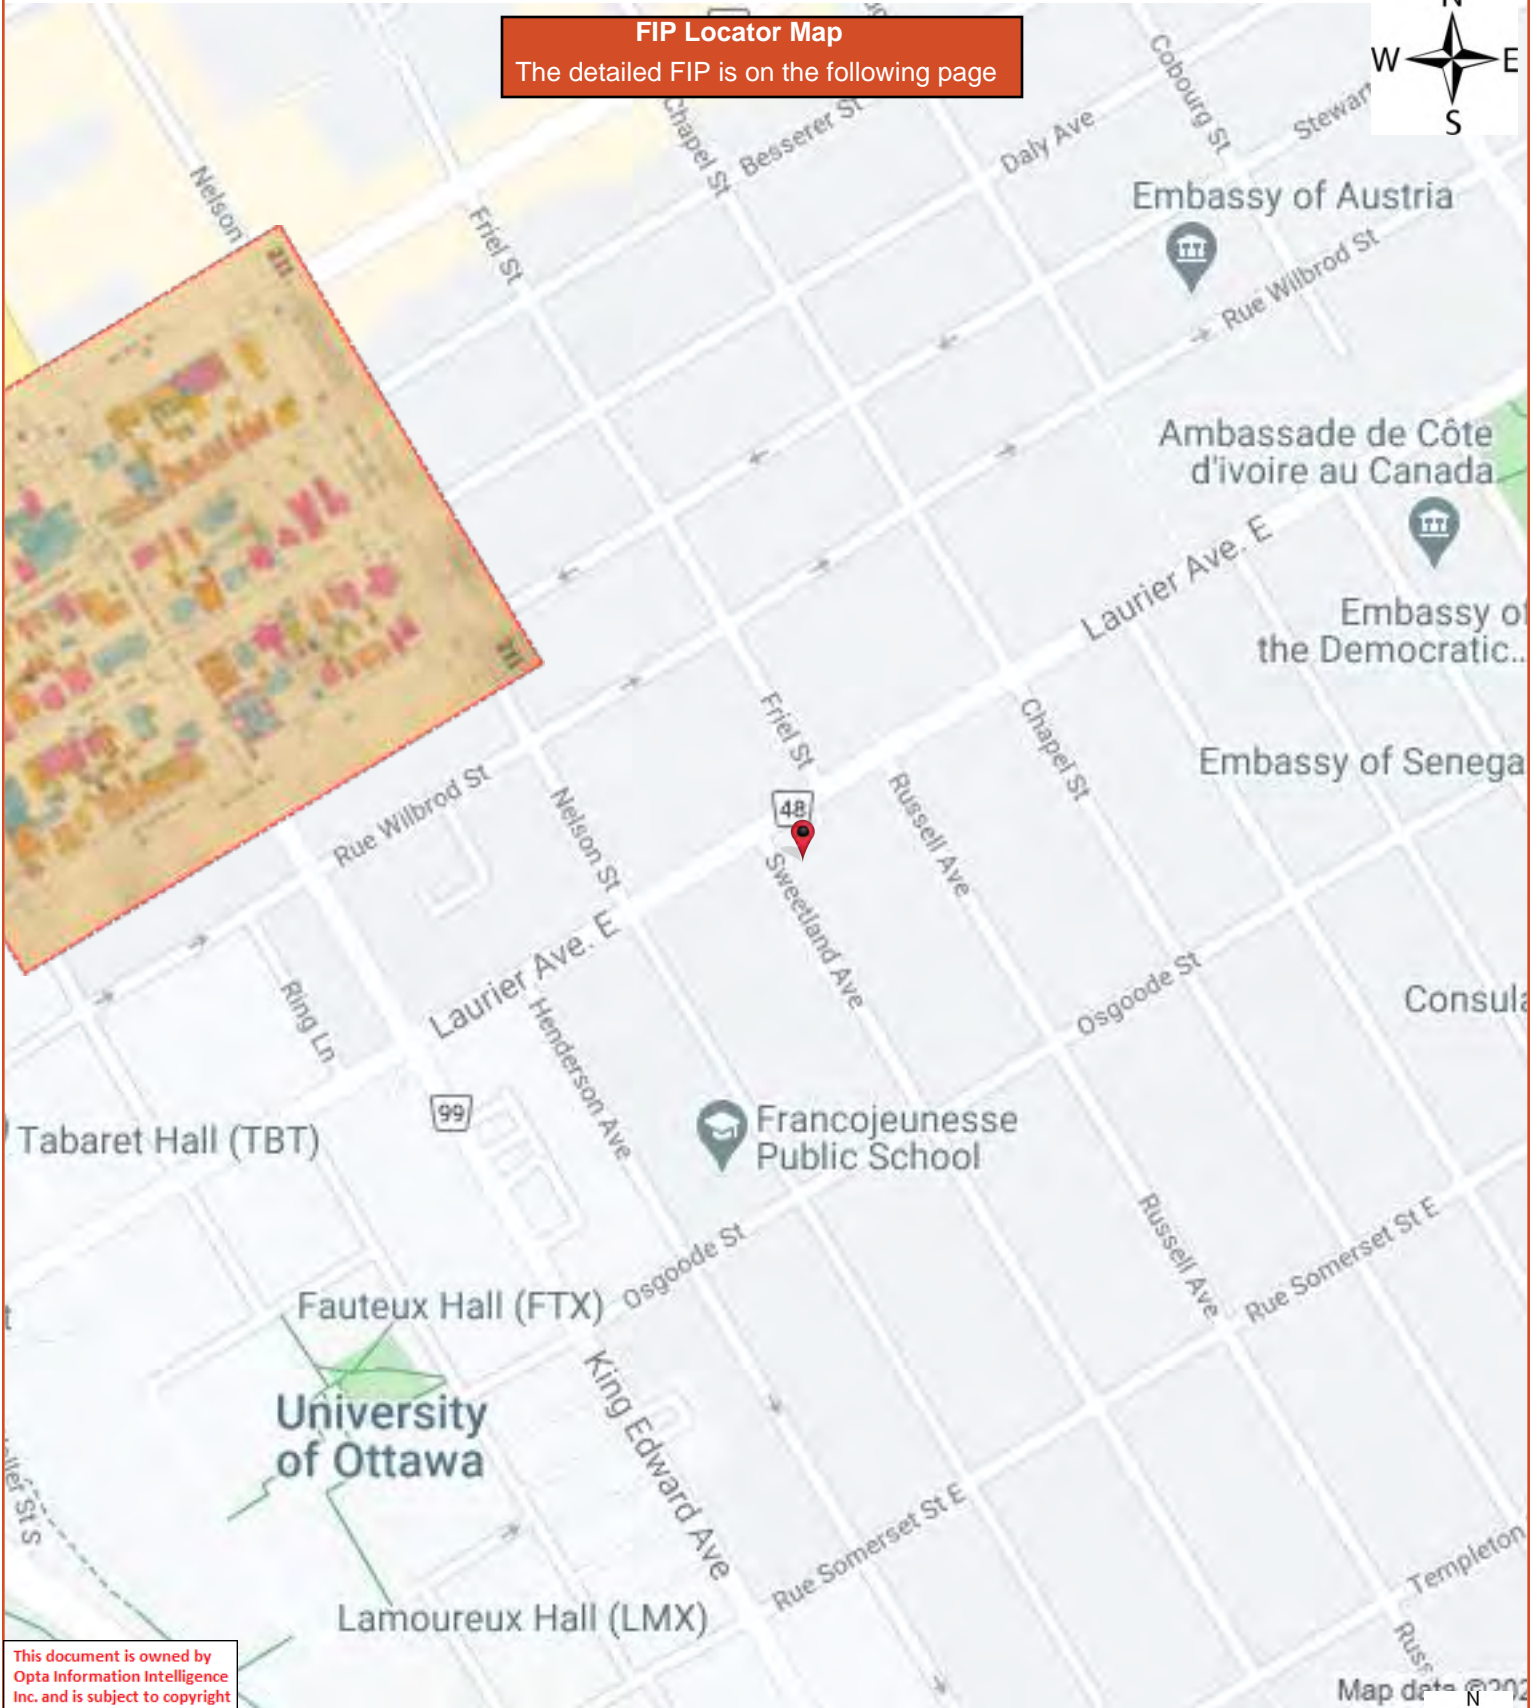 FIP Locator Map
The detailed FIP is on the following page
N
W
E
S
Cobourg St
Stewart
Chapel St
Besserer St
Daly Ave
Nelson
Friel St
Embassy of Austria
Rue Wilbrod St
Ambassade de Côte
d'ivoire au Canada
Laurier Ave. E
Embassy of
the Democratic...
Friel St
Chapel St
Embassy of Senega
Rue Wilbrod St
Nelson St
48
Russell Ave
Sweetland Ave
Laurier Ave. E
Ring Ln
Henderson Ave
Osgoode St
Consula
99
Tabaret Hall (TBT)
Francojeunesse
Public School
Russell Ave
Osgoode St
Rue Somerset St E
Fauteux Hall (FTX)
King Edward Ave
University
of Ottawa
Rue Somerset St E
Templeton
Lamoureux Hall (LMX)
Russ
This document is owned by
Opta Information Intelligence
Inc. and is subject to copyright
Map data ©202
N